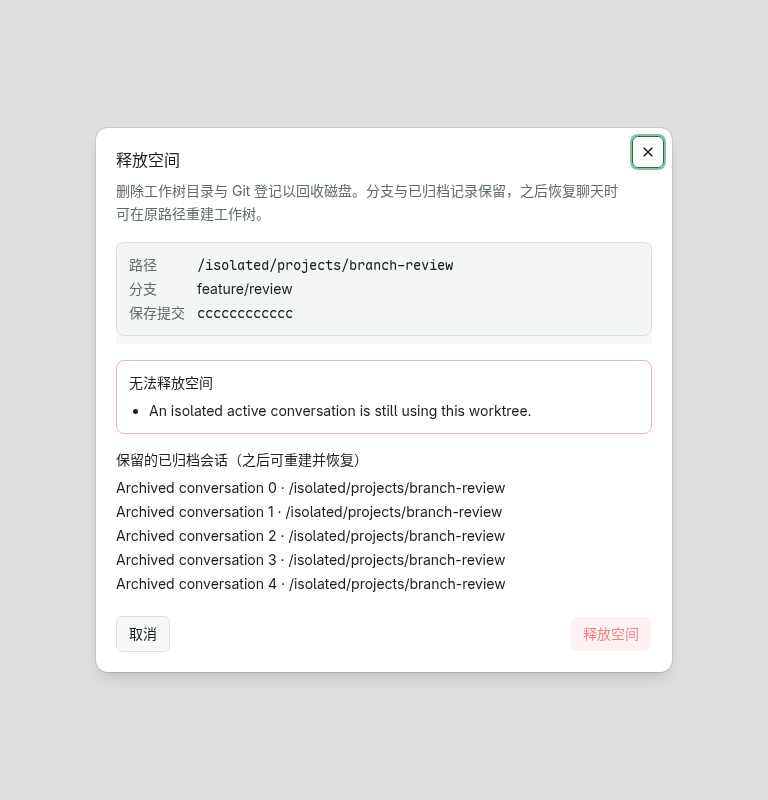 释放空间
删除工作树目录与 Git 登记以回收磁盘。分支与已归档记录保留，之后恢复聊天时
可在原路径重建工作树。
路径 /isolated/projects/branch-review
分支 feature/review
保存提交 cccccccccccc
无法释放空间
• An isolated active conversation is still using this worktree.
保留的已归档会话（之后可重建并恢复）
Archived conversation 0 · /isolated/projects/branch-review
Archived conversation 1 · /isolated/projects/branch-review
Archived conversation 2 · /isolated/projects/branch-review
Archived conversation 3 · /isolated/projects/branch-review
Archived conversation 4 · /isolated/projects/branch-review
取消 释放空间